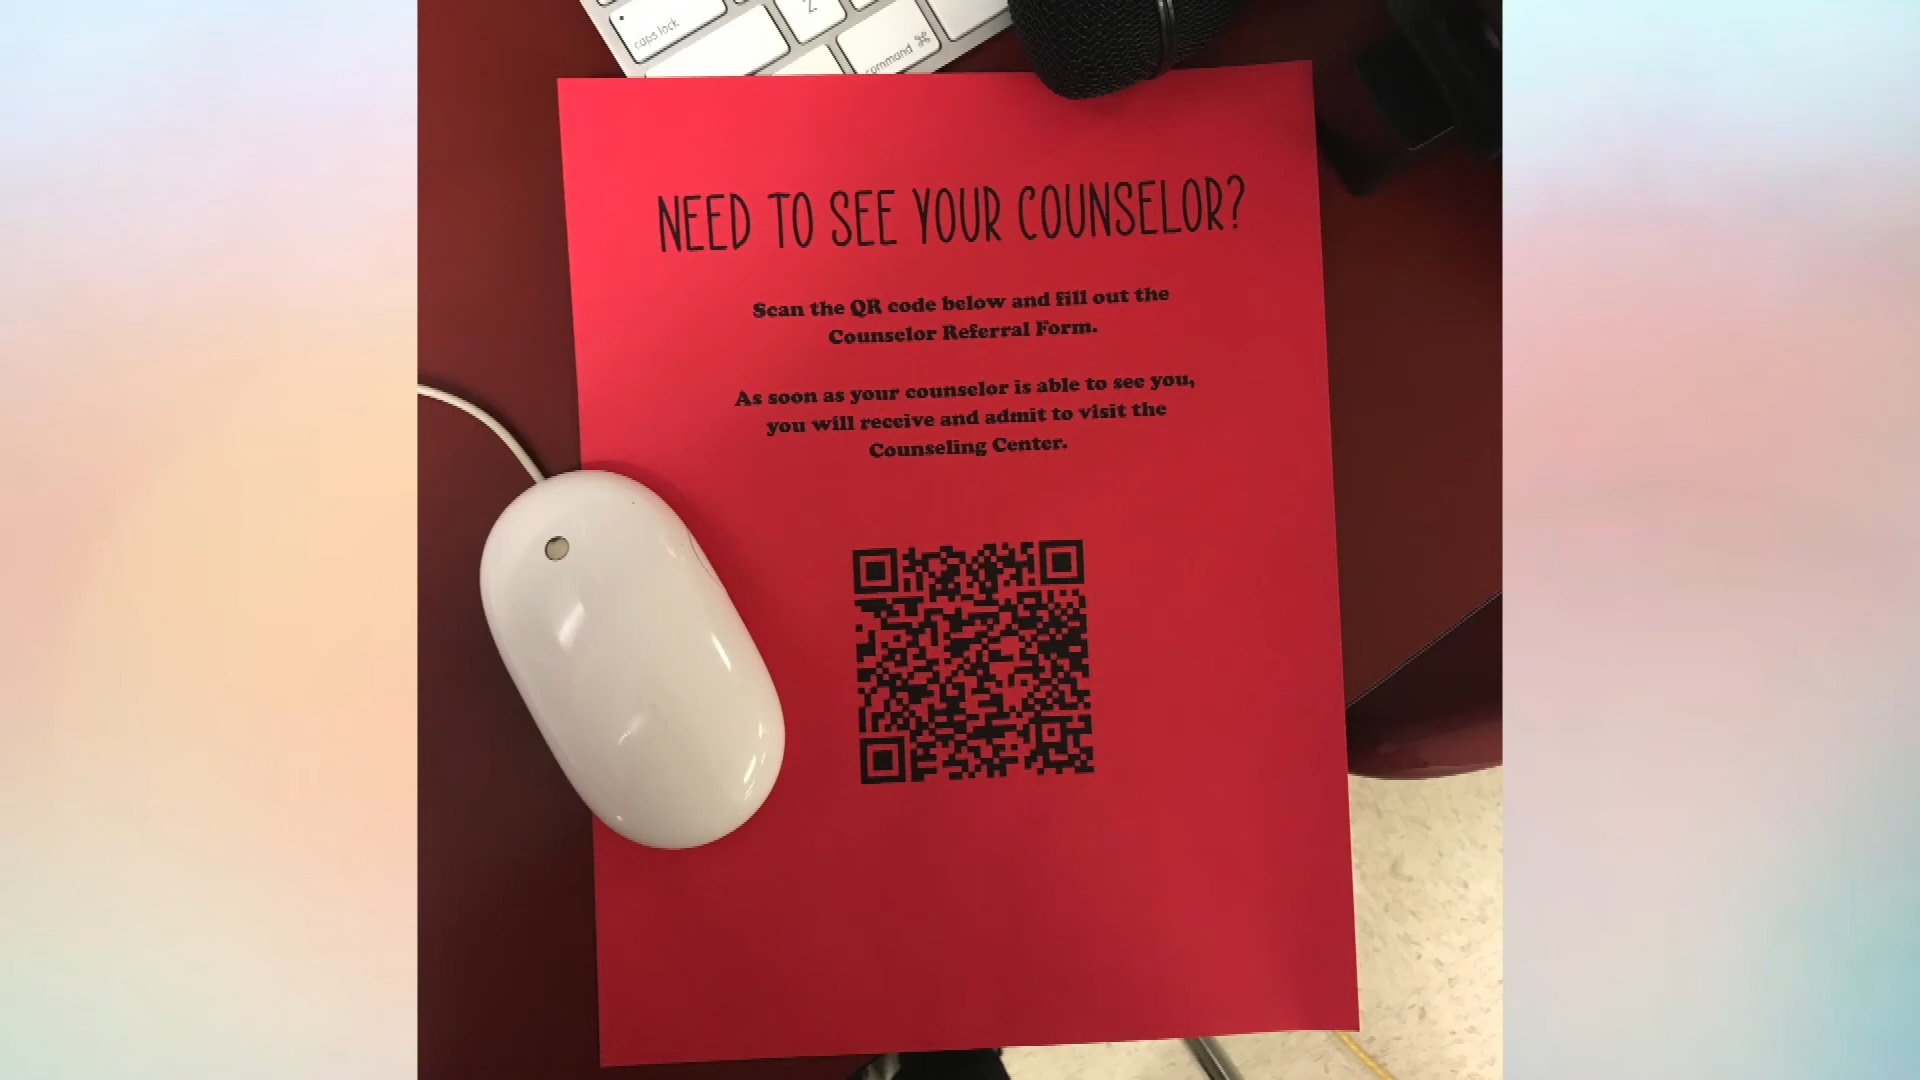 caps lock
Z
command ⌘
NEED TO SEE YOUR COUNSELOR?
Scan the QR code below and fill out the
Counselor Referral Form.
As soon as your counselor is able to see you,
you will receive and admit to visit the
Counseling Center.